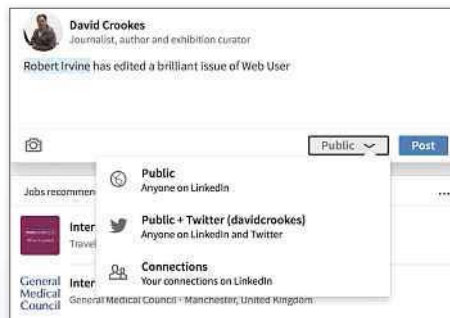 David Crookes
Journalist, author and exhibition curator
Robert Irvine has edited a brilliant issue of Web User
Public
Post
Public
Anyone on LinkedIn
Jobs recommen
...
Public + Twitter (davidcrookes)
Inter
Anyone on LinkedIn and Twitter
Travel
Connections
Your connections on LinkedIn
General
Medical
Council
Inter
General Medical Council · Manchester, United Kingdom